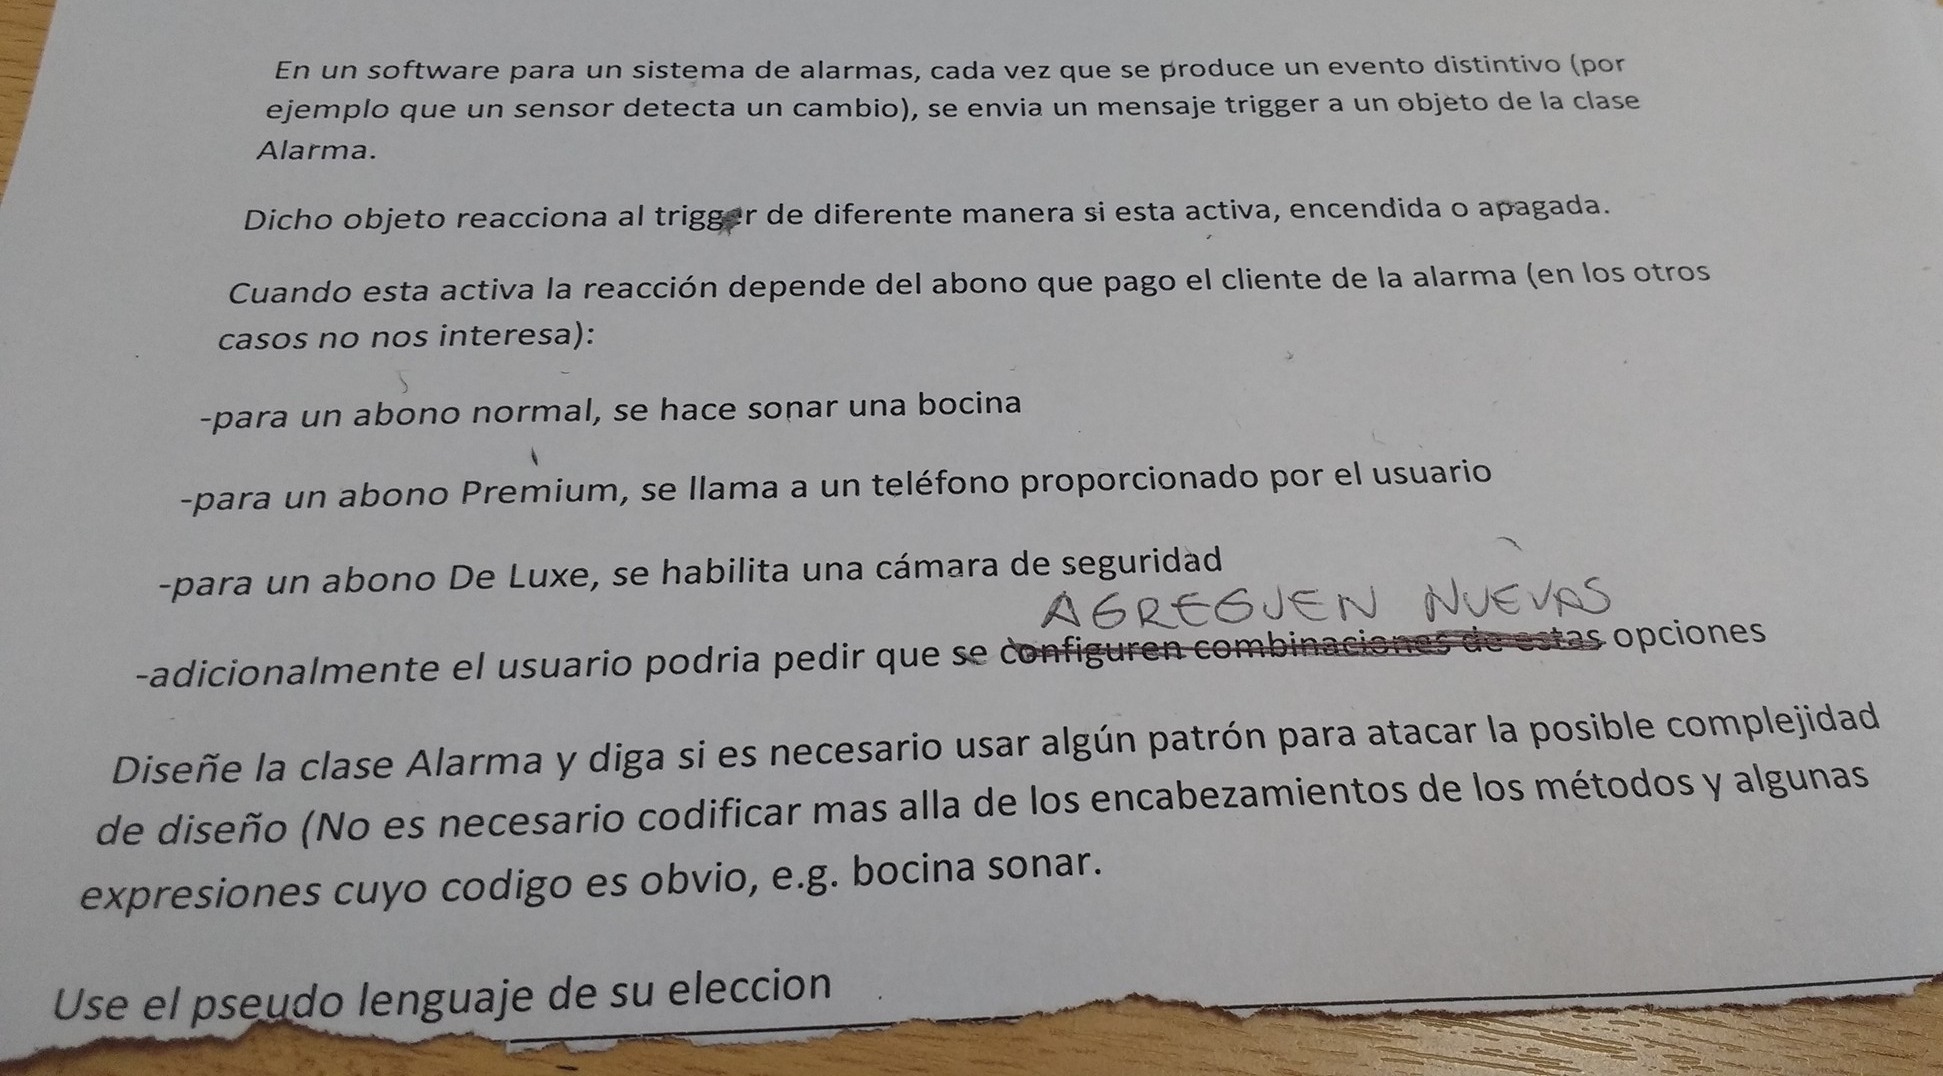 En un software para un sistema de alarmas, cada vez que se produce un evento distintivo (por
ejemplo que un sensor detecta un cambio), se envia un mensaje trigger a un objeto de la clase
Alarma.
Dicho objeto reacciona al trigger de diferente manera si esta activa, encendida o apagada.
Cuando esta activa la reacción depende del abono que pago el cliente de la alarma (en los otros
casos no nos interesa):
-para un abono normal, se hace sonar una bocina
-para un abono Premium, se llama a un teléfono proporcionado por el usuario
-para un abono De Luxe, se habilita una cámara de seguridad
AGREGUEN NUEVAS
-adicionalmente el usuario podria pedir que se configuren combinaciones de estas opciones
Diseñe la clase Alarma y diga si es necesario usar algún patrón para atacar la posible complejidad
de diseño (No es necesario codificar mas alla de los encabezamientos de los métodos y algunas
expresiones cuyo codigo es obvio, e.g. bocina sonar.
Use el pseudo lenguaje de su eleccion